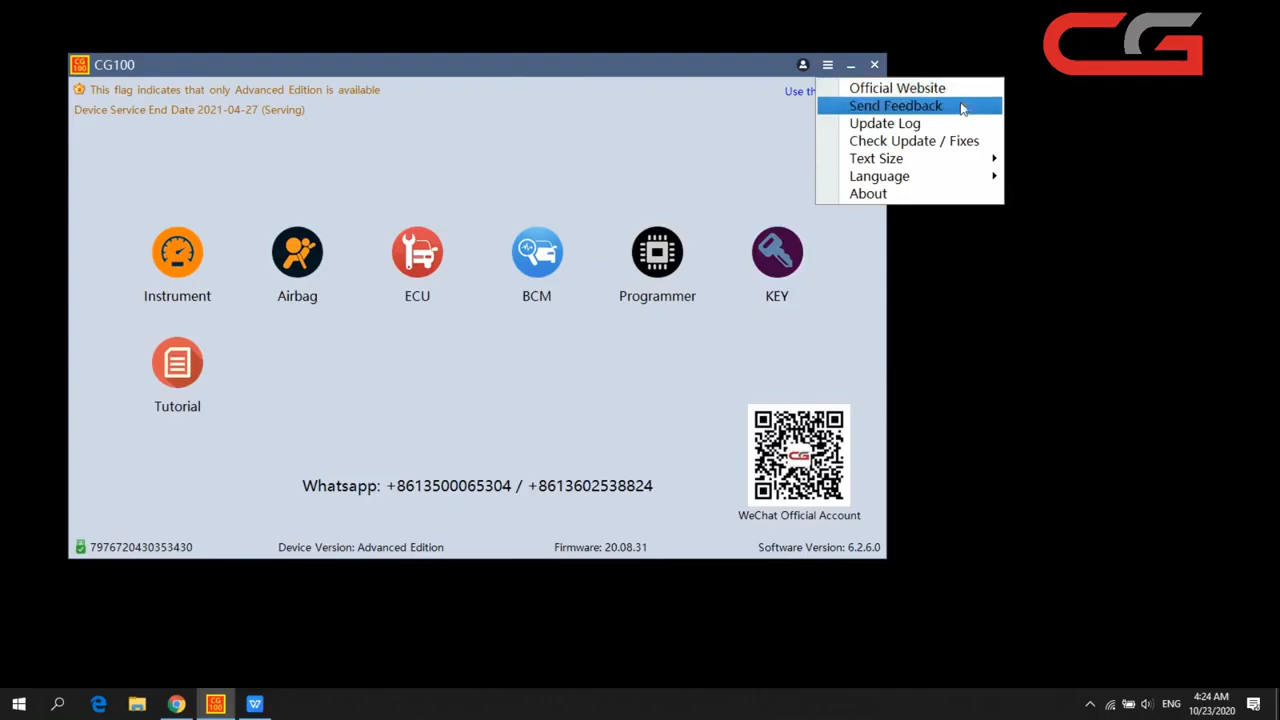 CG
CG100
This flag indicates that only Advanced Edition is available
Device Service End Date 2021-04-27 (Serving)
Use th
Official Website
Send Feedback
Update Log
Check Update / Fixes
Text Size
Language
About
Instrument
Airbag
ECU
BCM
Programmer
KEY
Tutorial
Whatsapp: +8613500065304 / +8613602538824
CG
WeChat Official Account
7976720430353430
Device Version: Advanced Edition
Firmware: 20.08.31
Software Version: 6.2.6.0
CG
100
W
ENG
4:24 AM
10/23/2020